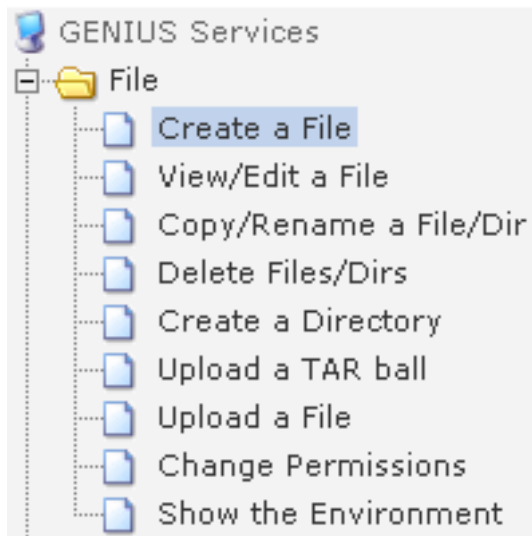 GENIUS Services
File
Create a File
View/Edit a File
Copy/Rename a File/Dir
Delete Files/Dirs
Create a Directory
Upload a TAR ball
Upload a File
Change Permissions
Show the Environment